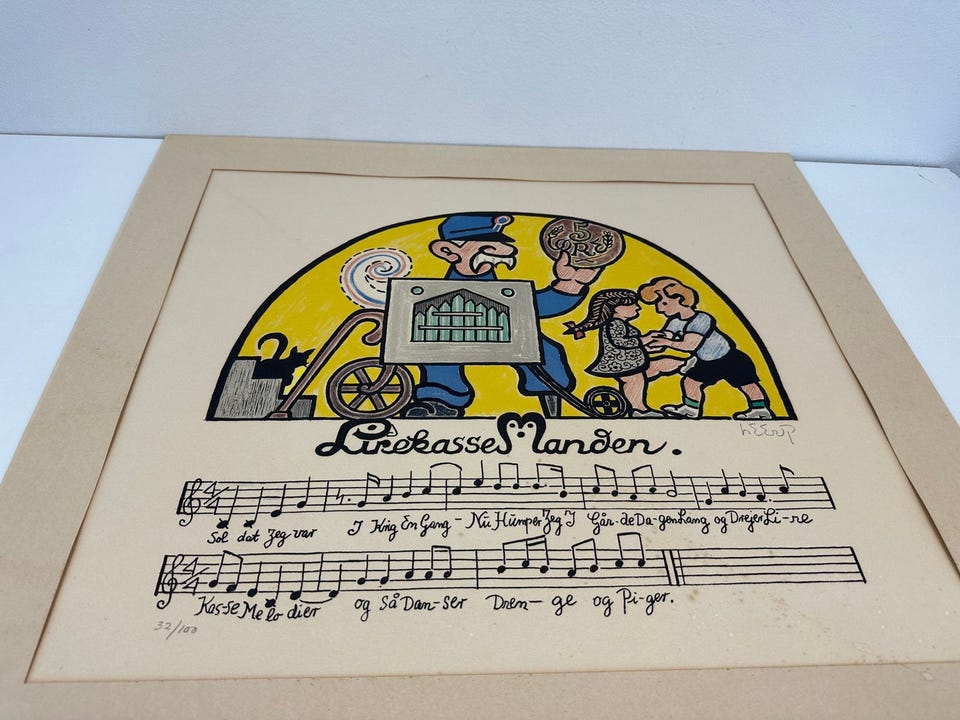 5
ØRE
LirekasseManden.
HEERUP
Sol dat Jeg var I Krig En Gang - Nu Humper Jeg I Går-de Da-gen Lang og Drejer Li-re
Kas-se Me lo dier og Så Dan-ser Dren-ge og Pi-ger.
32/100